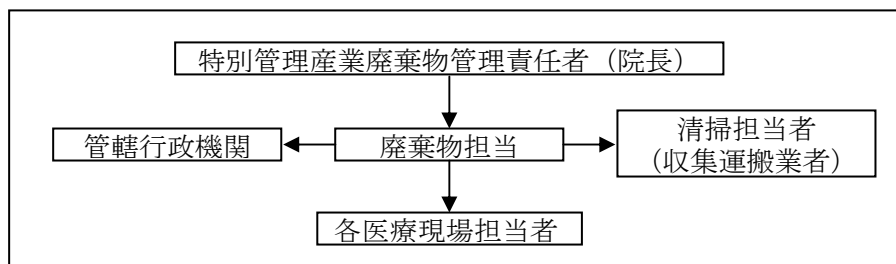 特別管理産業廃棄物管理責任者（院長）
管轄行政機関
廃棄物担当
清掃担当者
（収集運搬業者）
各医療現場担当者